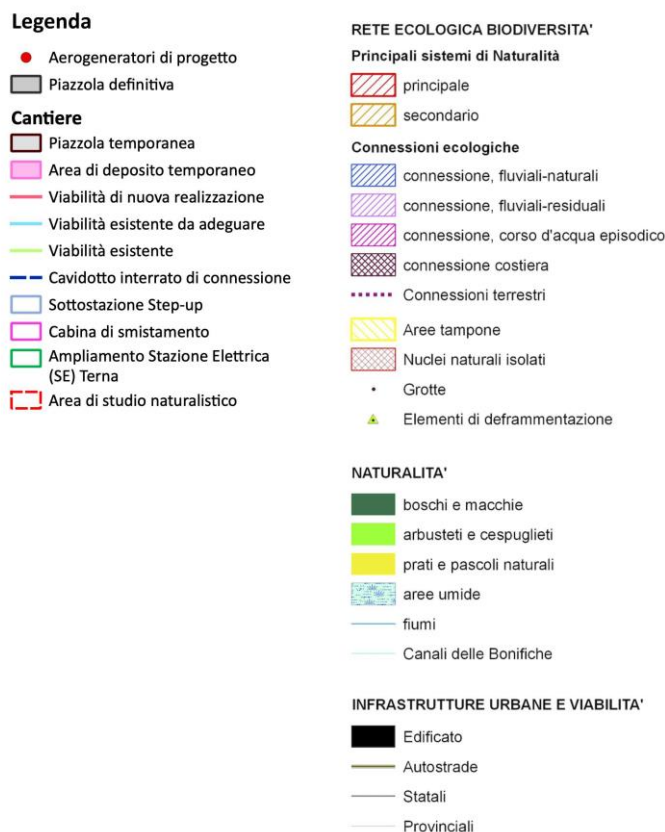 Legenda
Aerogeneratori di progetto
Piazzola definitiva
Cantiere
Piazzola temporanea
Area di deposito temporaneo
Viabilità di nuova realizzazione
Viabilità esistente da adeguare
Viabilità esistente
Cavidotto interrato di connessione
Sottostazione Step-up
Cabina di smistamento
Ampliamento Stazione Elettrica
(SE) Terna
Area di studio naturalistico
RETE ECOLOGICA BIODIVERSITA'
Principali sistemi di Naturalità
principale
secondario
Connessioni ecologiche
connessione, fluviali-naturali
connessione, fluviali-residuali
connessione, corso d'acqua episodico
connessione costiera
Connessioni terrestri
Aree tampone
Nuclei naturali isolati
Grotte
Elementi di deframmentazione
NATURALITA'
boschi e macchie
arbusteti e cespuglieti
prati e pascoli naturali
aree umide
fiumi
Canali delle Bonifiche
INFRASTRUTTURE URBANE E VIABILITA'
Edificato
Autostrade
Statali
Provinciali